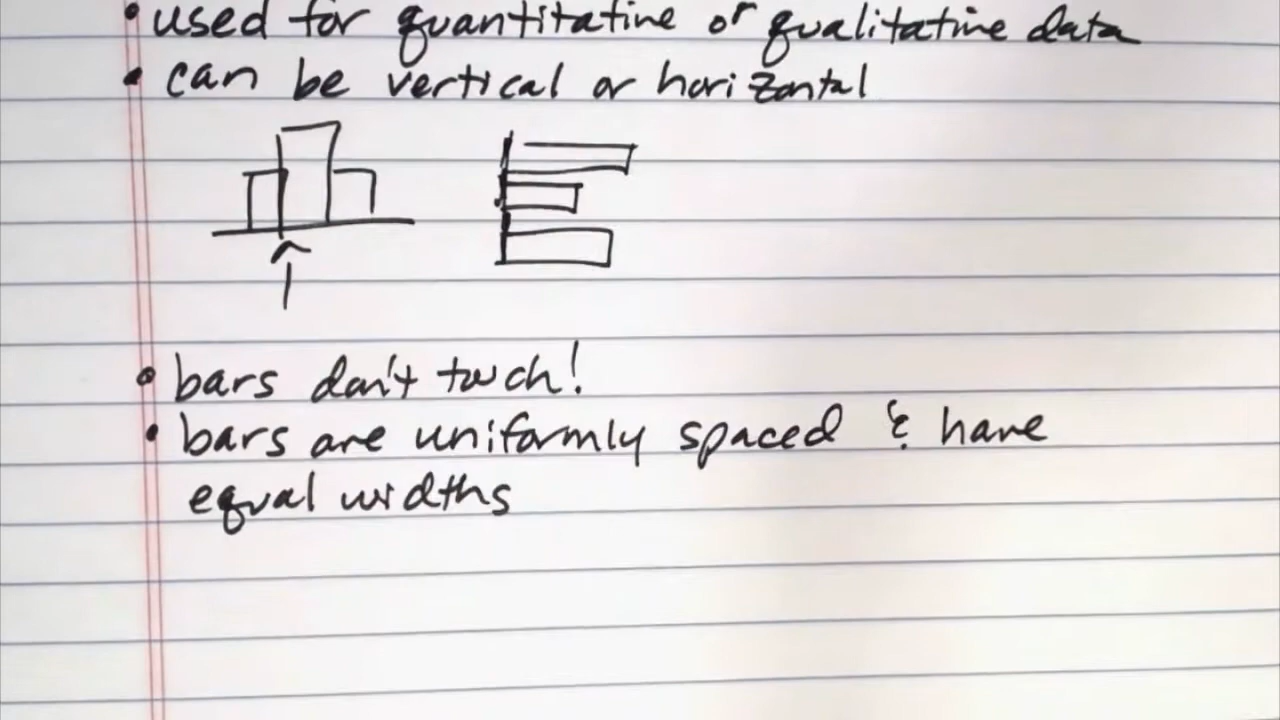 • used for quantitative or qualitative data
• can be vertical or horizontal
• bars don't touch!
• bars are uniformly spaced & have
equal widths